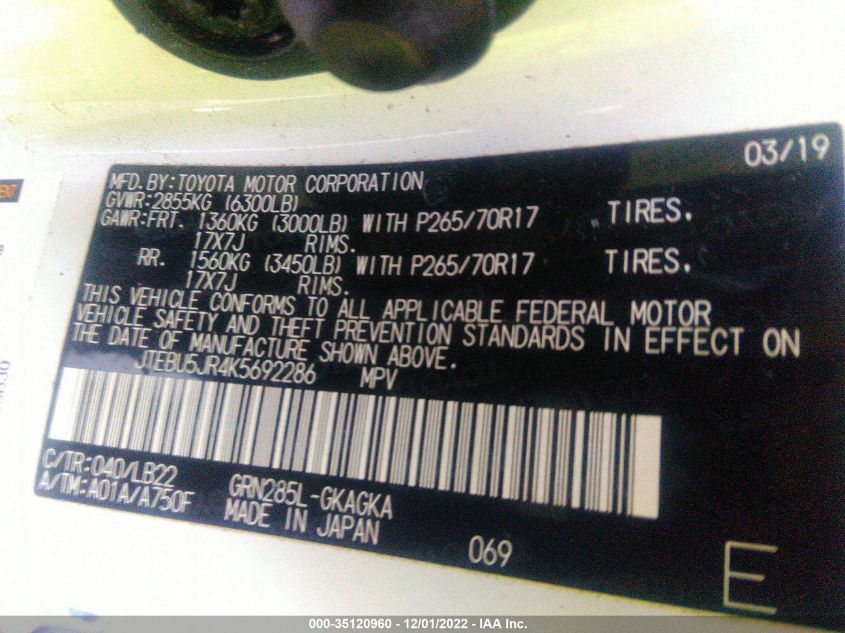 03/19
MFD. BY: TOYOTA MOTOR CORPORATION
GVWR: 2855KG (6300LB)
GAWR: FRT. 1360KG (3000LB) WITH P265/70R17 TIRES,
17X7J RIMS.
RR. 1560KG (3450LB) WITH P265/70R17 TIRES,
17X7J RIMS.
THIS VEHICLE CONFORMS TO ALL APPLICABLE FEDERAL MOTOR
VEHICLE SAFETY AND THEFT PREVENTION STANDARDS IN EFFECT ON
THE DATE OF MANUFACTURE SHOWN ABOVE.
JTEBU5JR4K5692286 MPV
C/TR: 040/LB22
A/TM: A01A/A750F
GRN285L-GKAGKA
MADE IN JAPAN
069
E
000-35120960 - 12/01/2022 - IAA Inc.